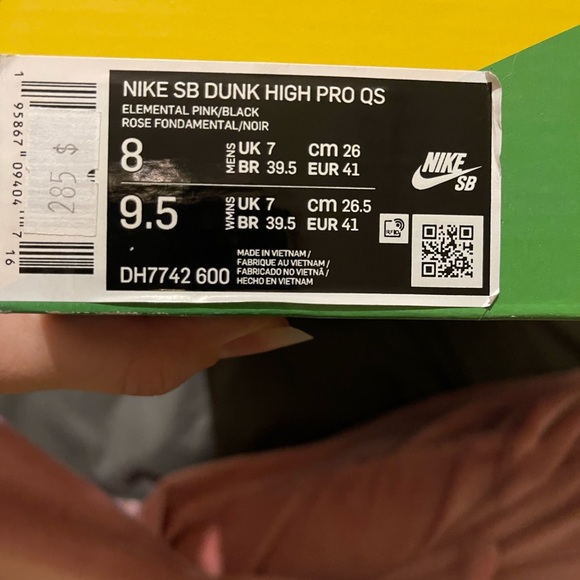 NIKE SB DUNK HIGH PRO QS
ELEMENTAL PINK/BLACK
ROSE FONDAMENTAL/NOIR
8 MENS UK 7 cm 26
BR 39.5 EUR 41
9.5 WMNS UK 7 cm 26.5
BR 39.5 EUR 41
DH7742 600
MADE IN VIETNAM /
FABRIQUE AU VIETNAM /
FABRICADO NO VIETNÃ /
HECHO EN VIETNAM
NIKE
SB
1 95867 09404 7
16
285 $